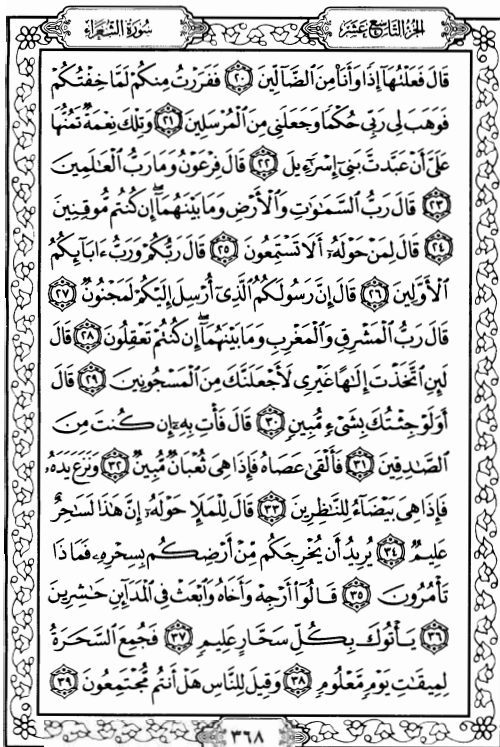 الجزء التاسع عشر سورة الشعراء
قَالَ فَعَلْتُهَآ إِذًا وَأَنَا۠ مِنَ ٱلضَّآلِّينَ ٢٠ فَفَرَرْتُ مِنكُمْ لَمَّا خِفْتُكُمْ
فَوَهَبَ لِى رَبِّى حُكْمًا وَجَعَلَنِى مِنَ ٱلْمُرْسَلِينَ ٢١ وَتِلْكَ نِعْمَةٌ تَمُنُّهَا
عَلَىَّ أَنْ عَبَّدتَّ بَنِىٓ إِسْرَٰٓءِيلَ ٢٢ قَالَ فِرْعَوْنُ وَمَا رَبُّ ٱلْعَٰلَمِينَ
٢٣ قَالَ رَبُّ ٱلسَّمَٰوَٰتِ وَٱلْأَرْضِ وَمَا بَيْنَهُمَآ ۖ إِن كُنتُم مُّوقِنِينَ
٢٤ قَالَ لِمَنْ حَوْلَهُۥٓ أَلَا تَسْتَمِعُونَ ٢٥ قَالَ رَبُّكُمْ وَرَبُّ ءَابَآئِكُمُ
ٱلْأَوَّلِينَ ٢٦ قَالَ إِنَّ رَسُولَكُمُ ٱلَّذِىٓ أُرْسِلَ إِلَيْكُمْ لَمَجْنُونٌ ٢٧
قَالَ رَبُّ ٱلْمَشْرِقِ وَٱلْمَغْرِبِ وَمَا بَيْنَهُمَآ ۖ إِن كُنتُمْ تَعْقِلُونَ ٢٨ قَالَ
لَئِنِ ٱتَّخَذْتَ إِلَٰهًا غَيْرِى لَأَجْعَلَنَّكَ مِنَ ٱلْمَسْجُونِينَ ٢٩ قَالَ
أَوَلَوْ جِئْتُكَ بِشَىْءٍ مُّبِينٍ ٣٠ قَالَ فَأْتِ بِهِۦٓ إِن كُنتَ مِنَ
ٱلصَّٰدِقِينَ ٣١ فَأَلْقَىٰ عَصَاهُ فَإِذَا هِىَ ثُعْبَانٌ مُّبِينٌ ٣٢ وَنَزَعَ يَدَهُۥ
فَإِذَا هِىَ بَيْضَآءُ لِلنَّٰظِرِينَ ٣٣ قَالَ لِلْمَلَإِ حَوْلَهُۥٓ إِنَّ هَٰذَا لَسَٰحِرٌ
عَلِيمٌ ٣٤ يُرِيدُ أَن يُخْرِجَكُم مِّنْ أَرْضِكُم بِسِحْرِهِۦ فَمَاذَا
تَأْمُرُونَ ٣٥ قَالُوٓا۟ أَرْجِهْ وَأَخَاهُ وَٱبْعَثْ فِى ٱلْمَدَآئِنِ حَٰشِرِينَ
٣٦ يَأْتُوكَ بِكُلِّ سَحَّارٍ عَلِيمٍ ٣٧ فَجُمِعَ ٱلسَّحَرَةُ
لِمِيقَٰتِ يَوْمٍ مَّعْلُومٍ ٣٨ وَقِيلَ لِلنَّاسِ هَلْ أَنتُم مُّجْتَمِعُونَ ٣٩
٣٦٨